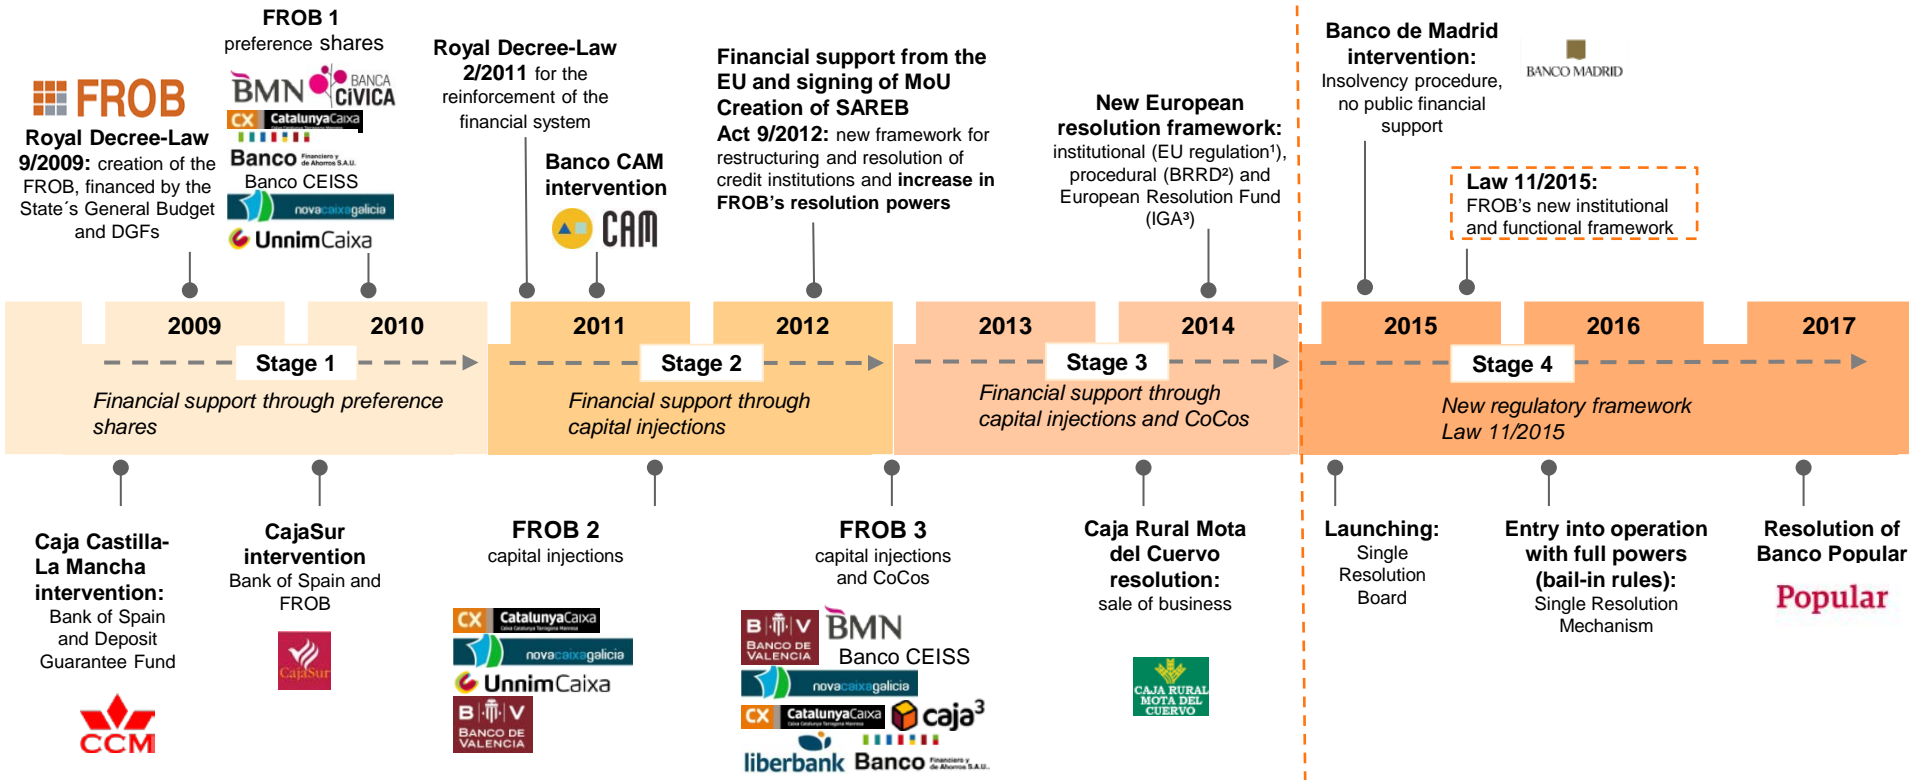 FROB
Royal Decree-Law
9/2009: creation of the
FROB, financed by the
State´s General Budget
and DGFs
FROB 1
preference shares
BMN
BANCA
CÍVICA
CX CatalunyaCaixa
Banco Financiero y
de Ahorros S.A.U.
Banco CEISS
novacaixagalicia
UnnimCaixa
Royal Decree-Law
2/2011 for the
reinforcement of the
financial system
Banco CAM
intervention
CAM
Financial support from the
EU and signing of MoU
Creation of SAREB
Act 9/2012: new framework for
restructuring and resolution of
credit institutions and increase in
FROB's resolution powers
New European
resolution framework:
institutional (EU regulation¹),
procedural (BRRD²) and
European Resolution Fund
(IGA³)
Banco de Madrid
intervention:
Insolvency procedure,
no public financial
support
BANCO MADRID
Law 11/2015:
FROB's new institutional
and functional framework
2009
2010
2011
2012
2013
2014
2015
2016
2017
Stage 1
Stage 2
Stage 3
Stage 4
Financial support through preference
shares
Financial support through
capital injections
Financial support through
capital injections and CoCos
New regulatory framework
Law 11/2015
Caja Castilla-
La Mancha
intervention:
Bank of Spain
and Deposit
Guarantee Fund
CCM
CajaSur
intervention
Bank of Spain and
FROB
CajaSur
FROB 2
capital injections
CX CatalunyaCaixa
novacaixagalicia
UnnimCaixa
B V
BANCO DE
VALENCIA
FROB 3
capital injections
and CoCos
B V
BANCO DE
VALENCIA
BMN
Banco CEISS
novacaixagalicia
CX CatalunyaCaixa
caja³
liberbank
Banco Financiero y
de Ahorros S.A.U.
Caja Rural Mota
del Cuervo
resolution:
sale of business
CAJA RURAL
MOTA DEL
CUERVO
Launching:
Single
Resolution
Board
Entry into operation
with full powers
(bail-in rules):
Single Resolution
Mechanism
Resolution of
Banco Popular
Popular